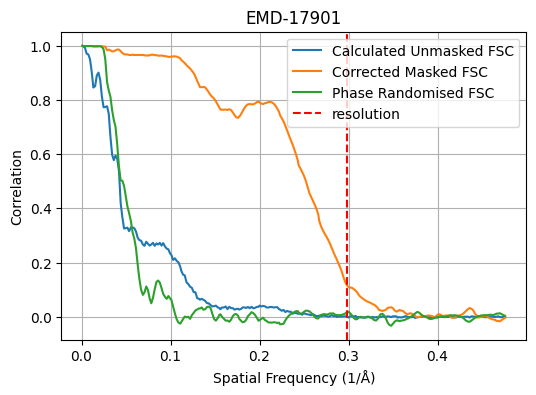 EMD-17901
Calculated Unmasked FSC
Corrected Masked FSC
Phase Randomised FSC
resolution
Correlation
1.0
0.8
0.6
0.4
0.2
0.0
0.0 0.1 0.2 0.3 0.4
Spatial Frequency (1/Å)